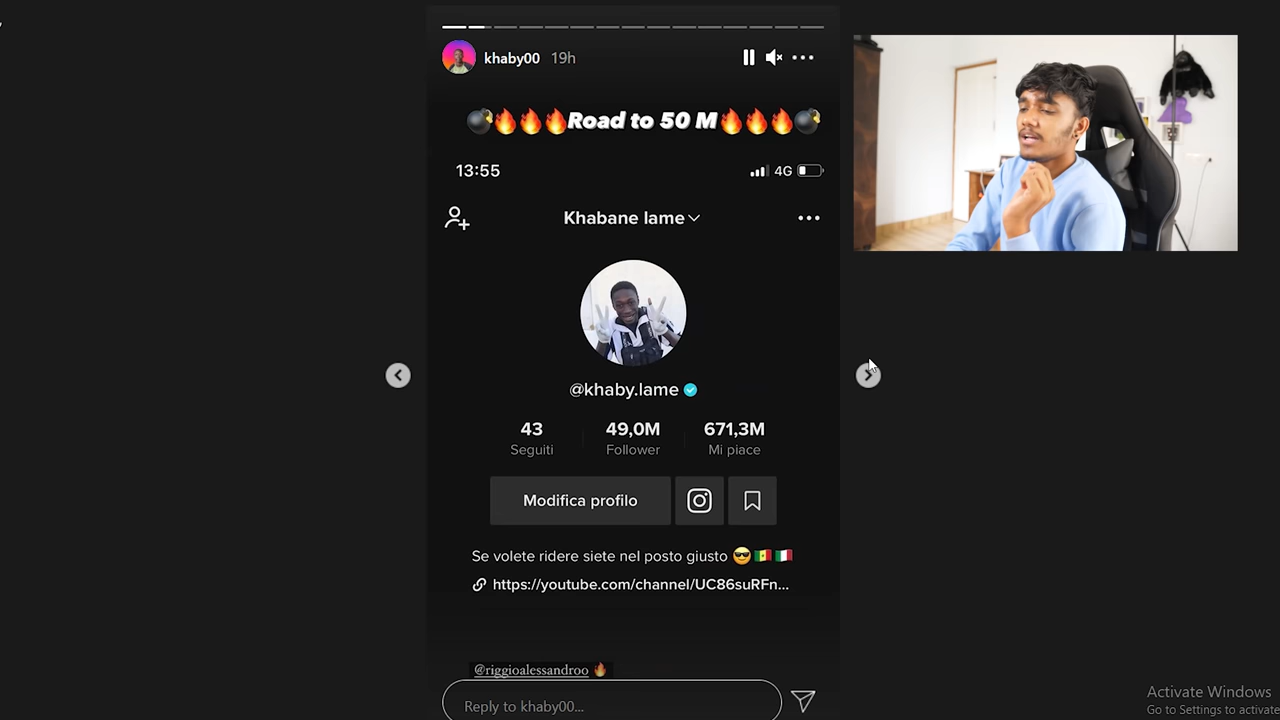 khaby00 19h
💣🔥🔥🔥Road to 50 M🔥🔥🔥💣
13:55 4G
Khabane lame
@khaby.lame
43 49,0M 671,3M
Seguiti Follower Mi piace
Modifica profilo
Se volete ridere siete nel posto giusto 😎🇸🇳🇮🇹
https://youtube.com/channel/UC86suRFn...
@riggioalessandroo 🔥
Reply to khaby00...
Activate Windows
Go to Settings to activate